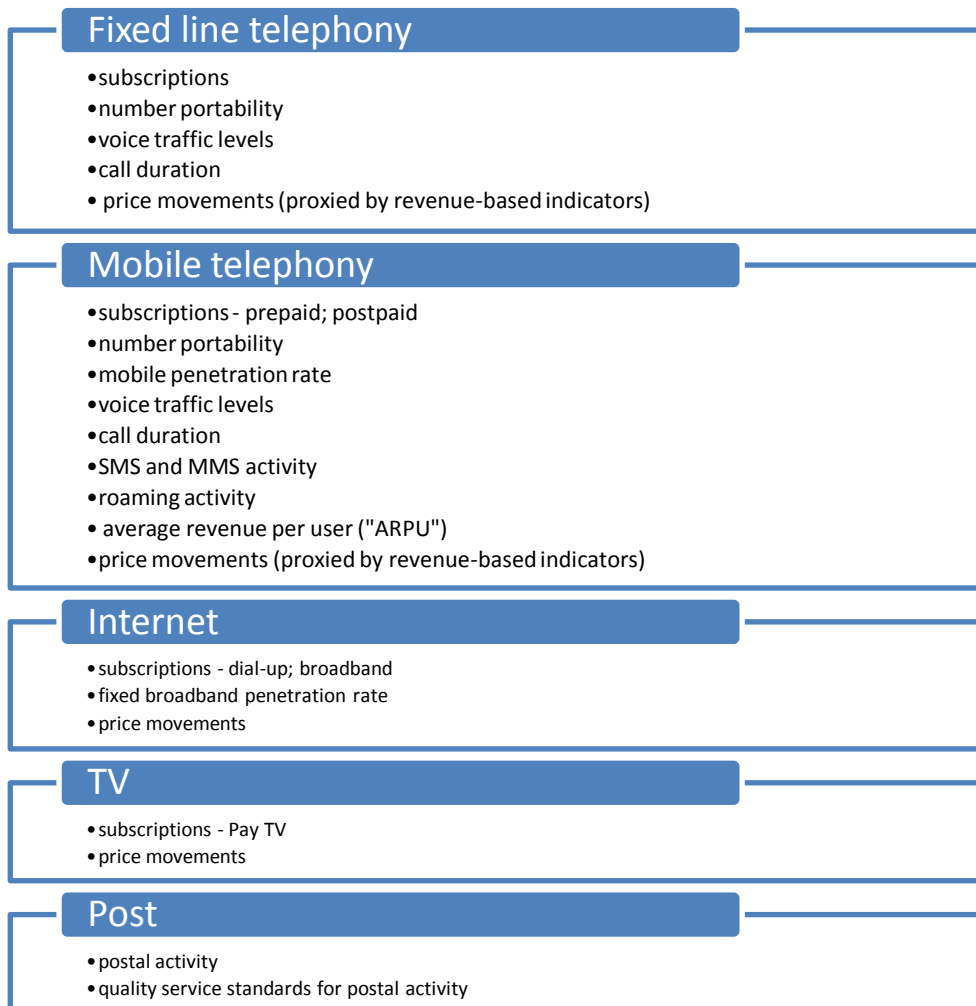 Fixed line telephony
•subscriptions
•number portability
•voice traffic levels
•call duration
• price movements (proxied by revenue-based indicators)
Mobile telephony
•subscriptions - prepaid; postpaid
•number portability
•mobile penetration rate
•voice traffic levels
•call duration
•SMS and MMS activity
•roaming activity
• average revenue per user ("ARPU")
•price movements (proxied by revenue-based indicators)
Internet
•subscriptions - dial-up; broadband
•fixed broadband penetration rate
•price movements
TV
•subscriptions - Pay TV
•price movements
Post
•postal activity
•quality service standards for postal activity